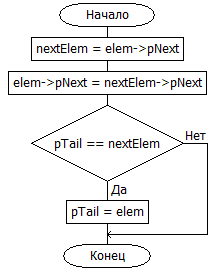 Начало
nextElem = elem->pNext
elem->pNext = nextElem->pNext
pTail == nextElem
Нет
Да
pTail = elem
Конец